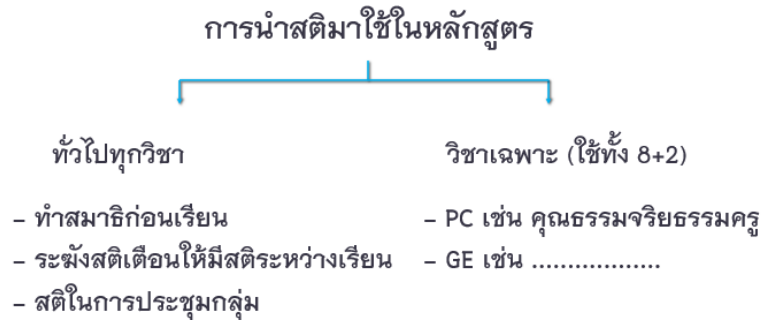 การนำสติมาใช้ในหลักสูตร
ทั่วไปทุกวิชา
– ทำสมาธิก่อนเรียน
– ระฆังสติเตือนให้มีสติระหว่างเรียน
– สติในการประชุมกลุ่ม
วิชาเฉพาะ (ใช้ทั้ง 8+2)
– PC เช่น คุณธรรมจริยธรรมครู
– GE เช่น ..................